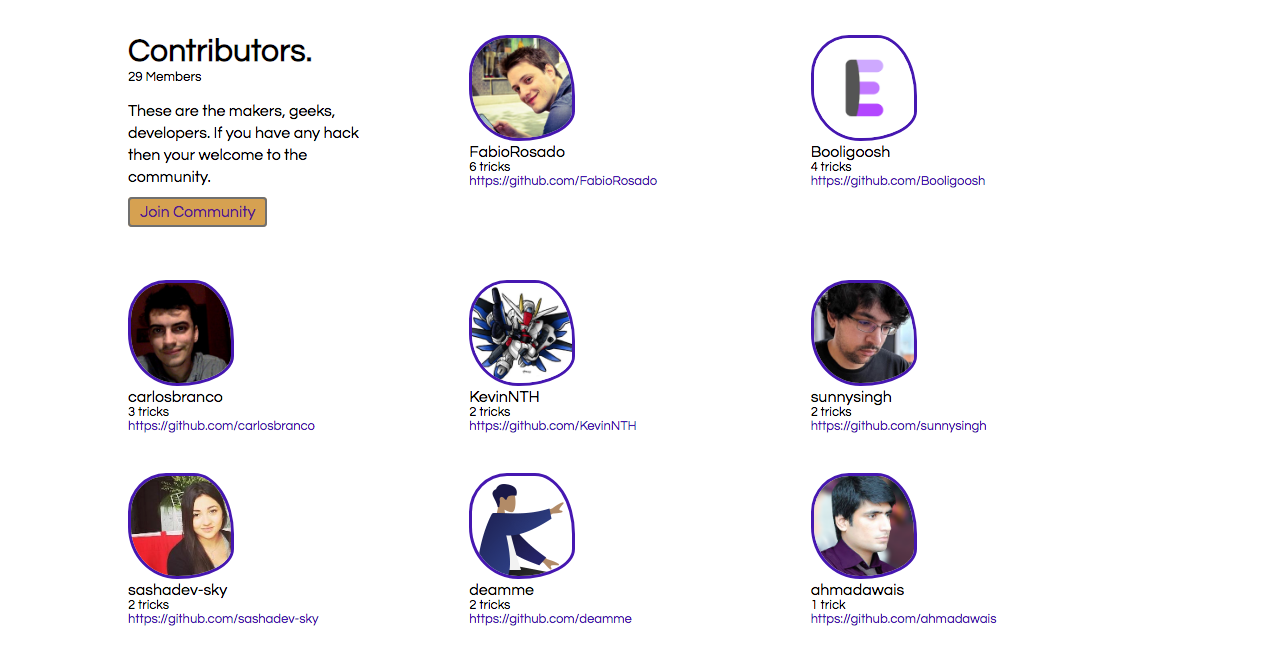 Contributors.
29 Members
These are the makers, geeks,
developers. If you have any hack
then your welcome to the
community.
Join Community
FabioRosado
6 tricks
https://github.com/FabioRosado
E
Booligoosh
4 tricks
https://github.com/Booligoosh
carlosbranco
3 tricks
https://github.com/carlosbranco
KevinNTH
2 tricks
https://github.com/KevinNTH
sunnysingh
2 tricks
https://github.com/sunnysingh
sashadev-sky
2 tricks
https://github.com/sashadev-sky
deamme
2 tricks
https://github.com/deamme
ahmadawais
1 trick
https://github.com/ahmadawais